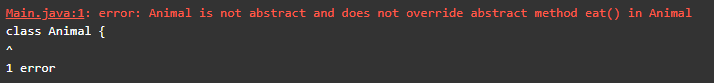 Main.java:1: error: Animal is not abstract and does not override abstract method eat() in Animal
class Animal {
^
1 error